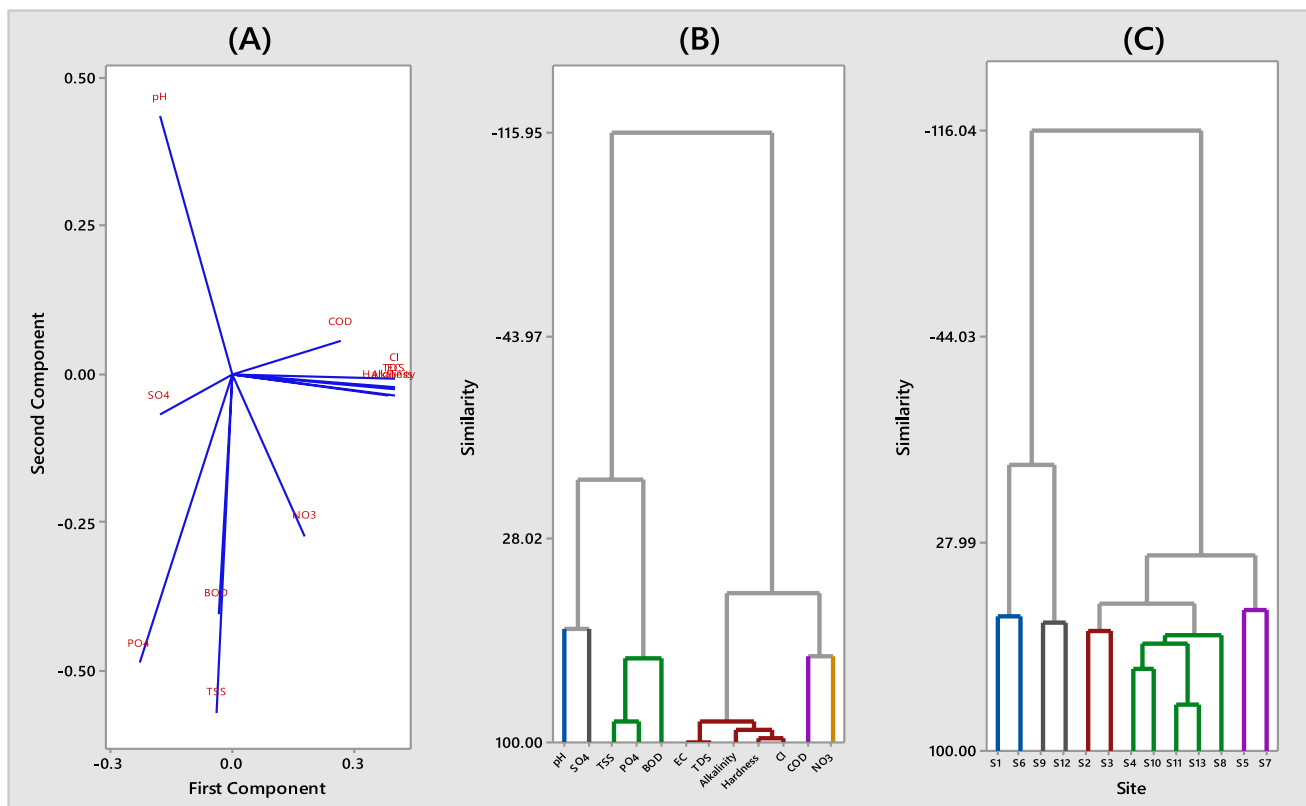 (A)
0.50
0.25
0.00
-0.25
-0.50
Second Component
pH
COD
Cl
SO4
NO3
BOD
PO4
TSS
-0.3 0.0 0.3
First Component
(B)
-115.95
-43.97
28.02
100.00
Similarity
pH SO4 TSS PO4 BOD EC TDs Alkalinity Hardness Cl COD NO3
(C)
-116.04
-44.03
27.99
100.00
Similarity
S1 S6 S9 S12 S2 S3 S4 S10 S11 S13 S8 S5 S7
Site